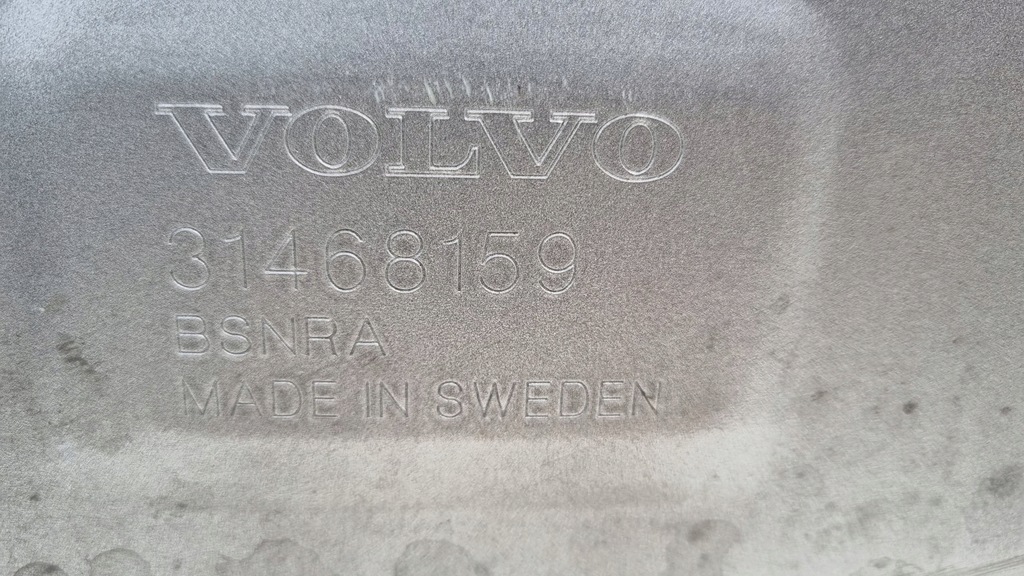 VOLVO
31468159
BSNRA
MADE IN SWEDEN